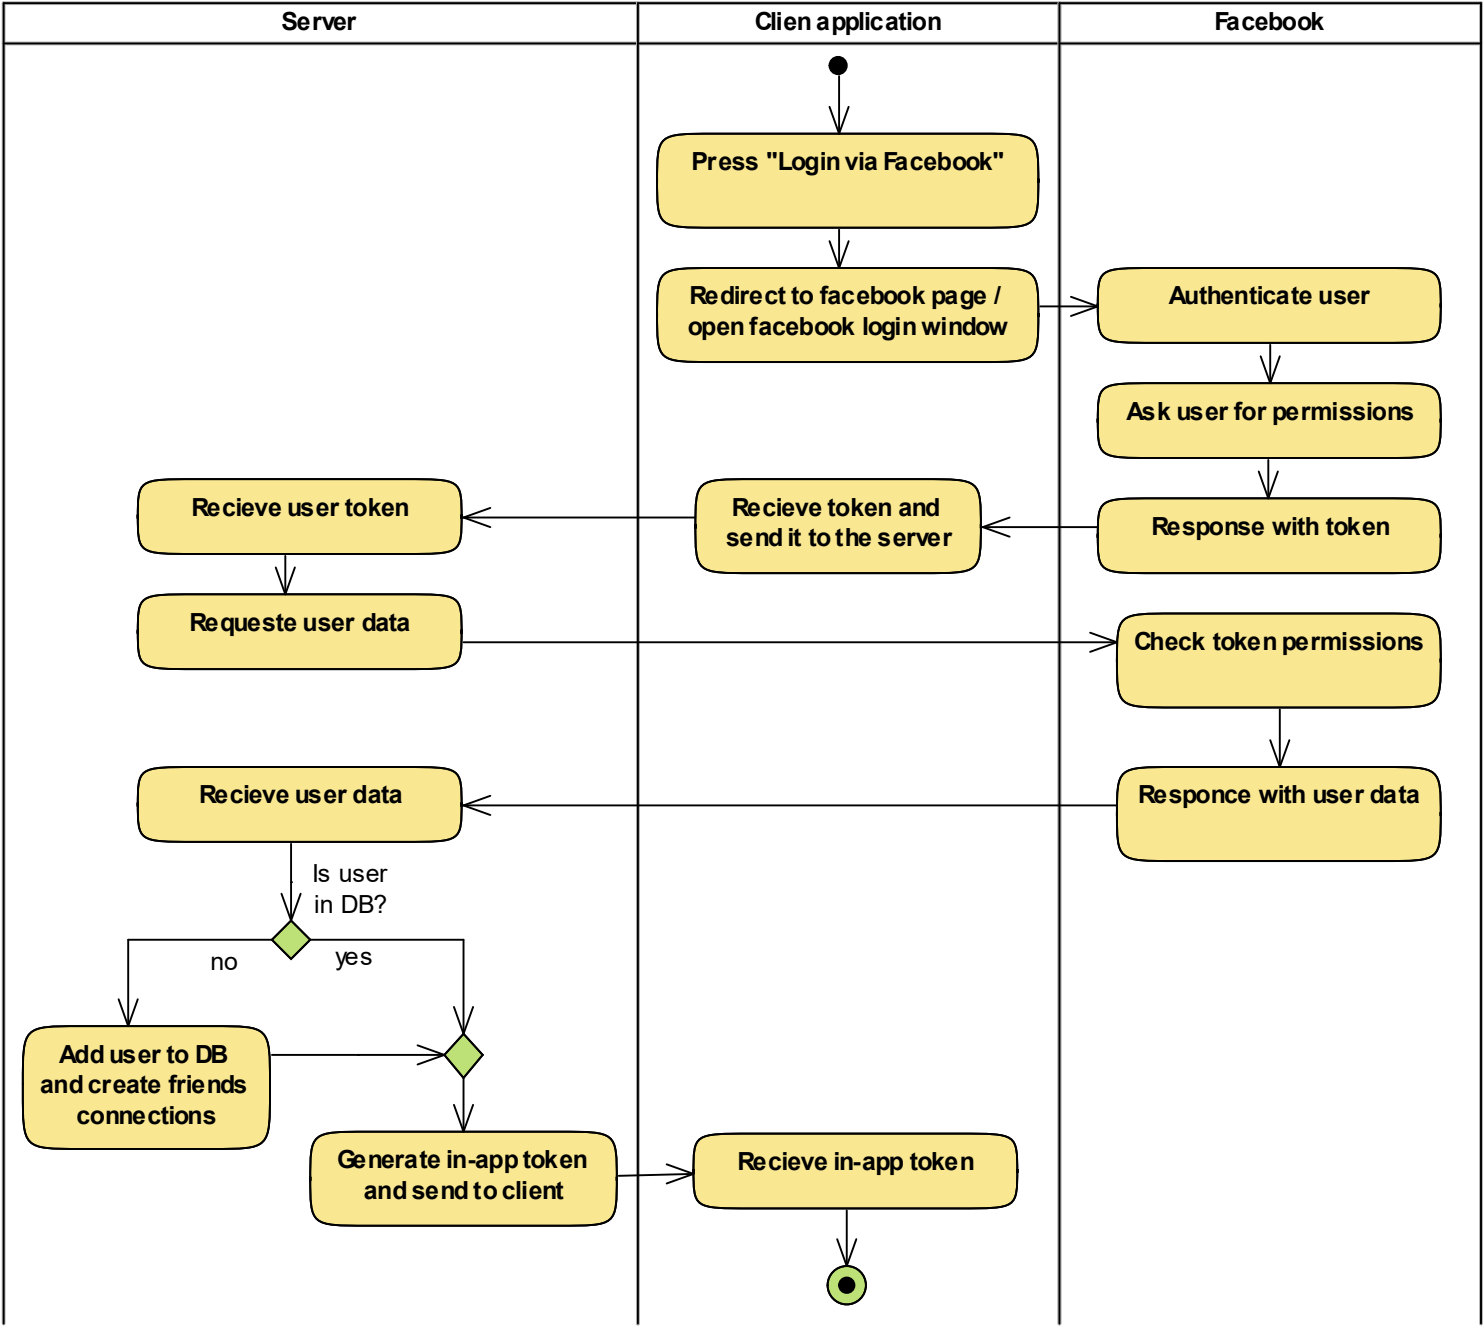 Server
Clien application
Facebook
Press "Login via Facebook"
Redirect to facebook page /
open facebook login window
Authenticate user
Ask user for permissions
Recieve user token
Recieve token and
send it to the server
Response with token
Requeste user data
Check token permissions
Recieve user data
Responce with user data
Is user
in DB?
no
yes
Add user to DB
and create friends
connections
Generate in-app token
and send to client
Recieve in-app token